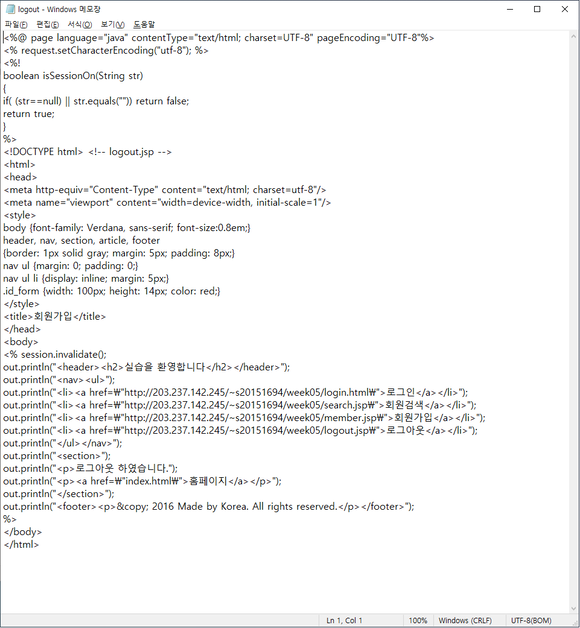 logout - Windows 메모장
파일(F) 편집(E) 서식(O) 보기(V) 도움말
<%@ page language="java" contentType="text/html; charset=UTF-8" pageEncoding="UTF-8"%>
<% request.setCharacterEncoding("utf-8"); %>
<%!
boolean isSessionOn(String str)
{
if( (str==null) || str.equals("")) return false;
return true;
}
%>
<!DOCTYPE html> <!-- logout.jsp -->
<html>
<head>
<meta http-equiv="Content-Type" content="text/html; charset=utf-8"/>
<meta name="viewport" content="width=device-width, initial-scale=1"/>
<style>
body {font-family: Verdana, sans-serif; font-size:0.8em;}
header, nav, section, article, footer
{border: 1px solid gray; margin: 5px; padding: 8px;}
nav ul {margin: 0; padding: 0;}
nav ul li {display: inline; margin: 5px;}
.id_form {width: 100px; height: 14px; color: red;}
</style>
<title>회원가입</title>
</head>
<body>
<% session.invalidate();
out.println("<header><h2>실습을 환영합니다</h2></header>");
out.println("<nav><ul>");
out.println("<li><a href=₩"http://203.237.142.245/~s20151694/week05/login.html₩">로그인</a></li>");
out.println("<li><a href=₩"http://203.237.142.245/~s20151694/week05/search.jsp₩">회원검색</a></li>");
out.println("<li><a href=₩"http://203.237.142.245/~s20151694/week05/member.jsp₩">회원가입</a></li>");
out.println("<li><a href=₩"http://203.237.142.245/~s20151694/week05/logout.jsp₩">로그아웃</a></li>");
out.println("</ul></nav>");
out.println("<section>");
out.println("<p>로그아웃 하였습니다.");
out.println("<p><a href=₩"index.html₩">홈페이지</a></p>");
out.println("</section>");
out.println("<footer><p>&copy; 2016 Made by Korea. All rights reserved.</p></footer>");
%>
</body>
</html>
Ln 1, Col 1 100% Windows (CRLF) UTF-8(BOM)